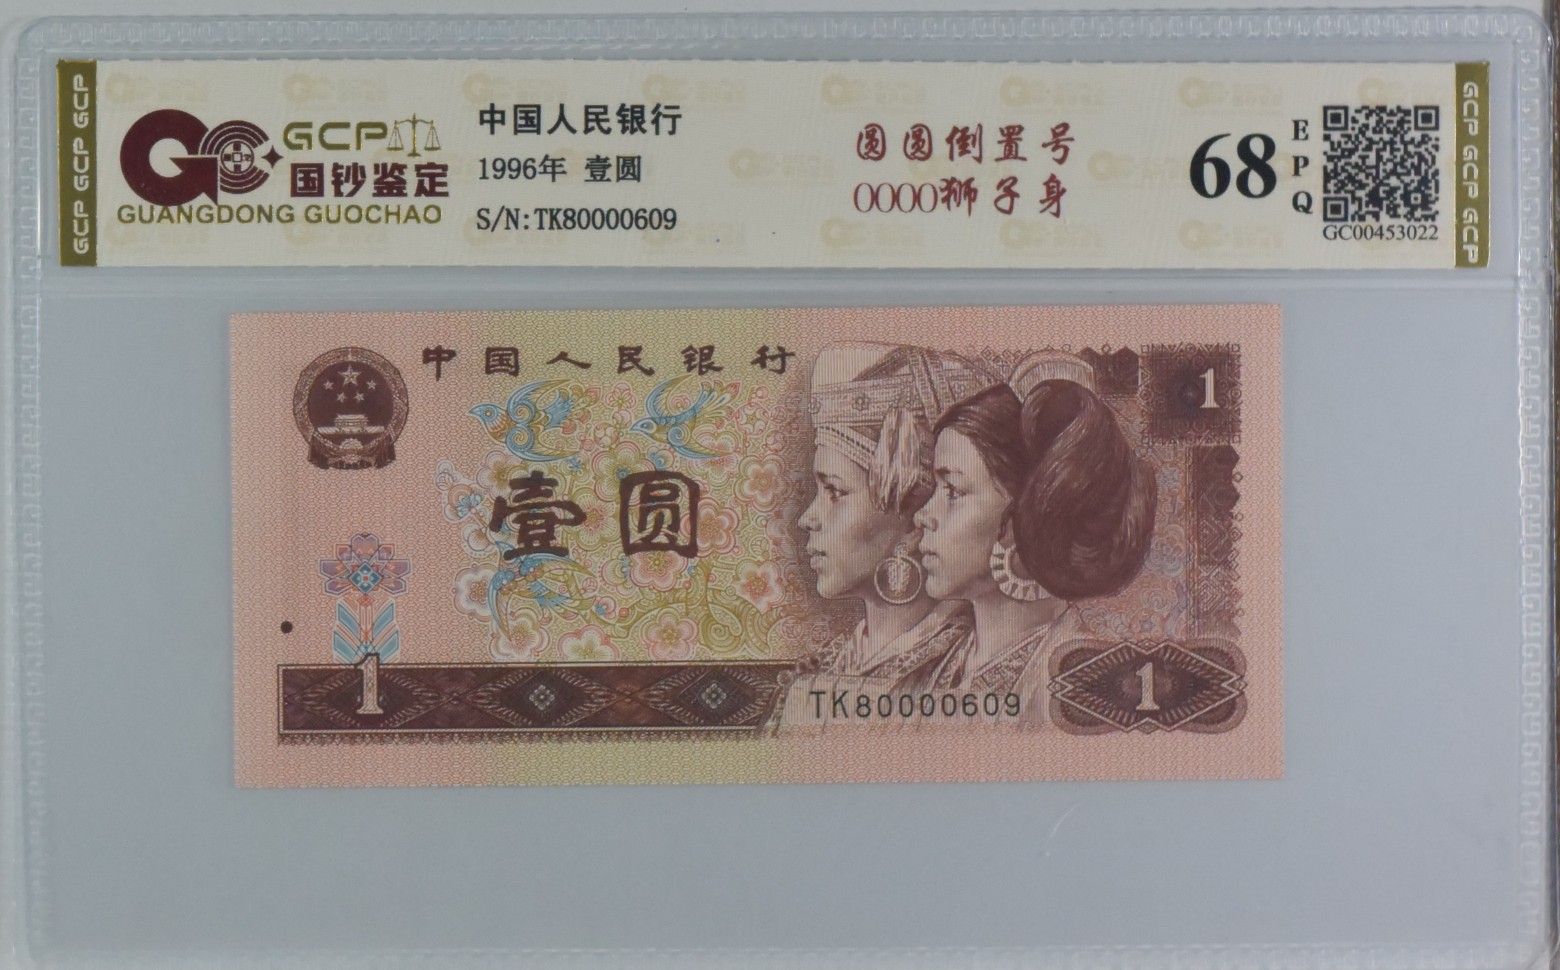 GCP GCP GCP
GCP
国钞鉴定
GUANGDONG GUOCHAO
中国人民银行
1996年 壹圆
S/N:TK80000609
圆圆倒置号
0000狮子身
68
E
P
Q
GC00453022
GCP GCP GCP
中国人民银行
1
壹圆
1
TK80000609
1